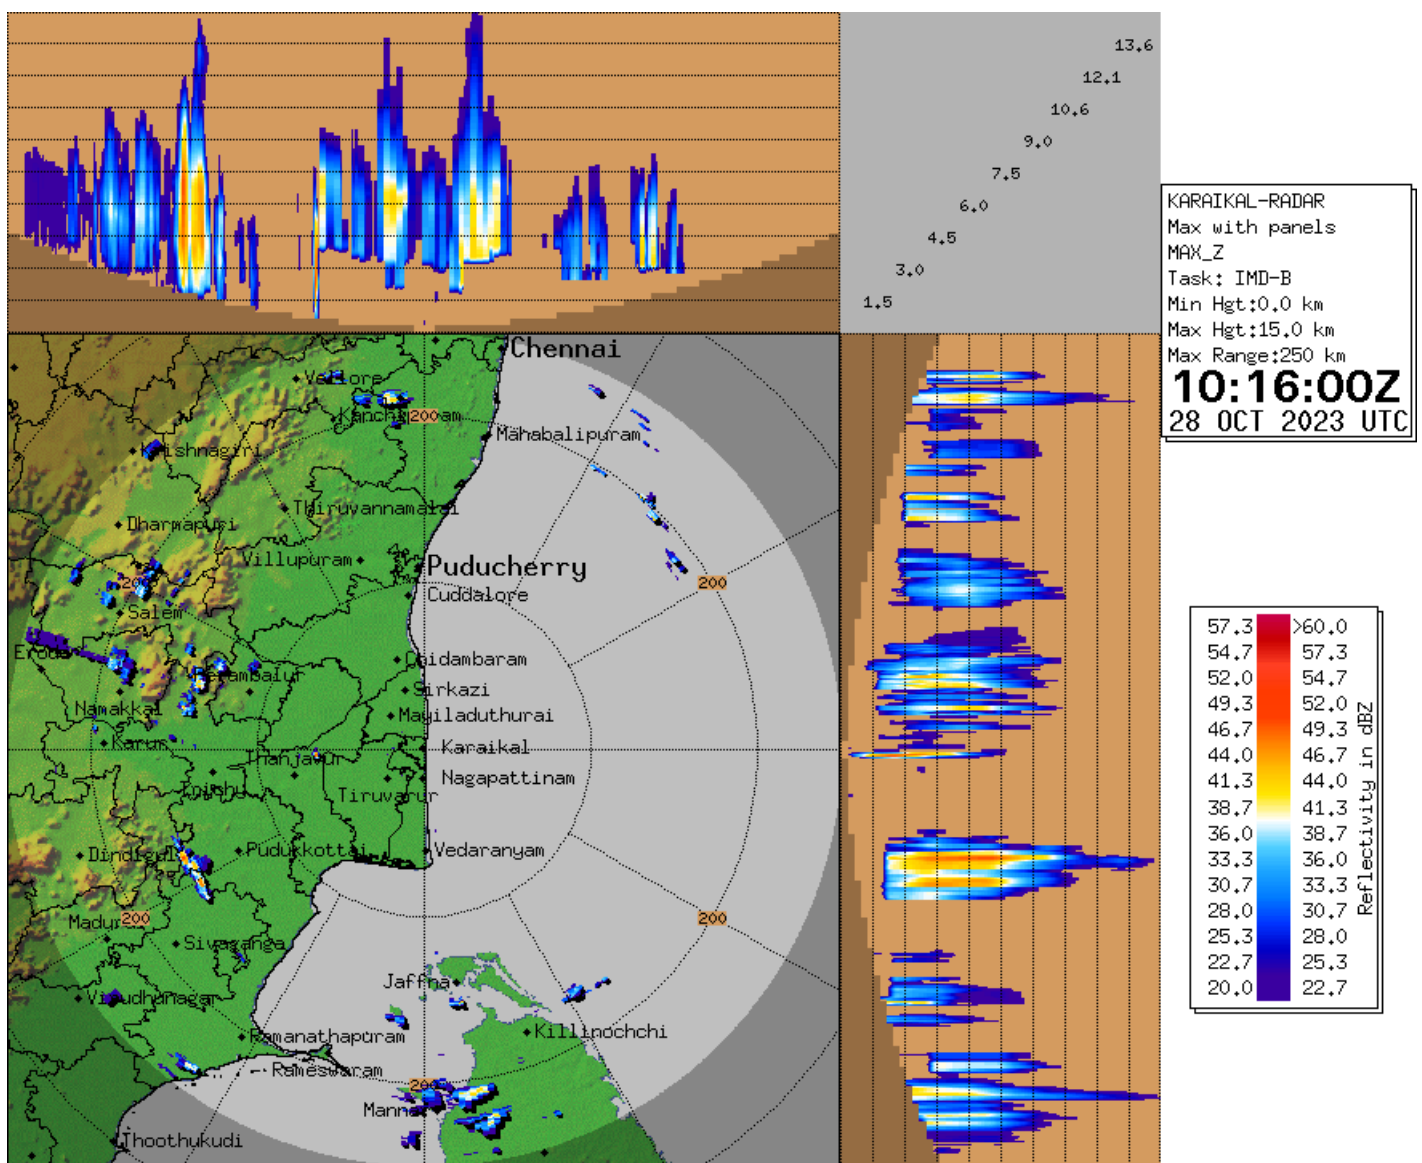 13.6
12.1
10.6
9.0
7.5
6.0
4.5
3.0
1.5
KARAIKAL-RADAR
Max with panels
MAX_Z
Task: IMD-B
Min Hgt:0.0 km
Max Hgt:15.0 km
Max Range:250 km
10:16:00Z
28 OCT 2023 UTC
Chennai
Vellore
200
Mahabalipuram
Krishnagiri
Thiruvannamalai
Dharmapuri
Villupuram
Puducherry
200
Cuddalore
Salem
Erode
Chidambaram
Perambalur
Sirkazi
Namakkal
Mayiladuthurai
Karur
Karaikal
Thanjavur
Nagapattinam
Trichy
Tiruvarur
Dindigul
Pudukkottai
Vedaranyam
200
200
Sivaganga
Jaffna
Virudhunagar
Ramanathapuram
Killinochchi
Rameswaram
200
Mannar
Thoothukudi
57.3 >60.0
54.7 57.3
52.0 54.7
49.3 52.0
46.7 49.3
44.0 46.7
41.3 44.0
38.7 41.3
36.0 38.7
33.3 36.0
30.7 33.3
28.0 30.7
25.3 28.0
22.7 25.3
20.0 22.7
Reflectivity in dBZ